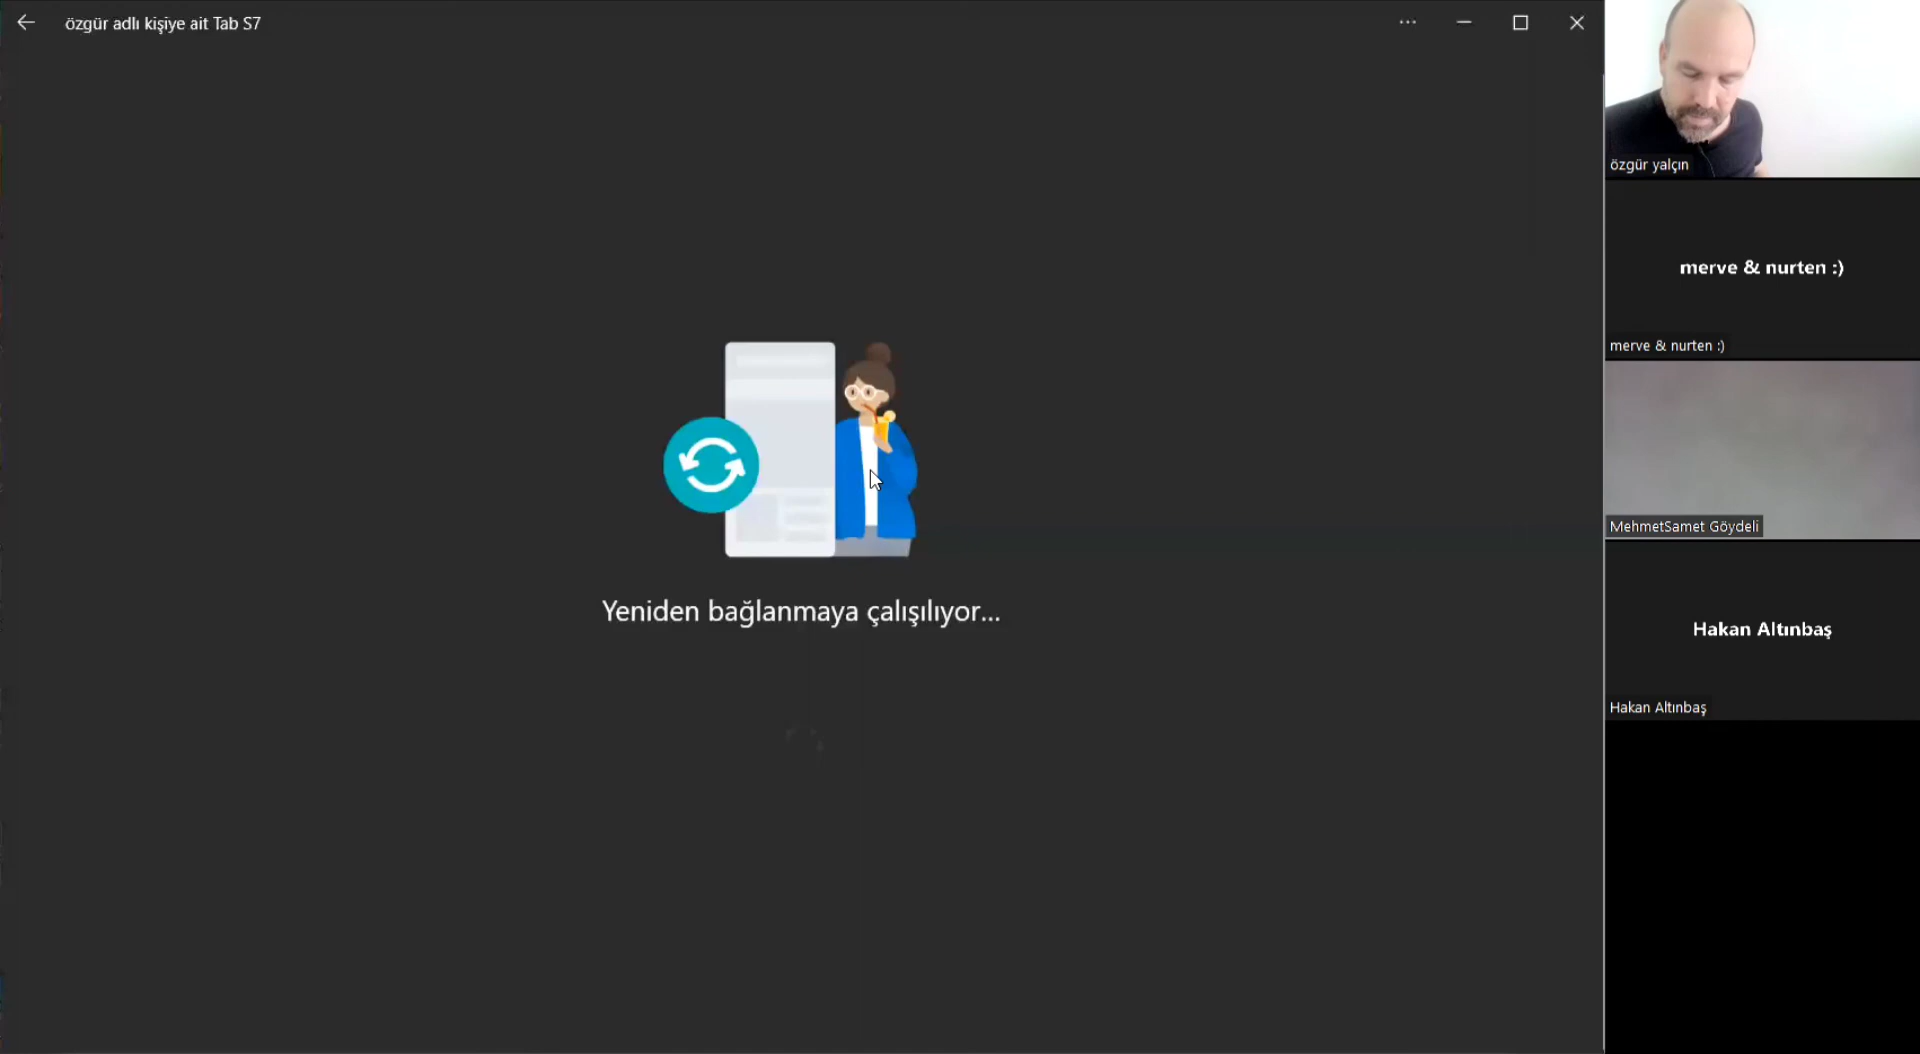 özgür adlı kişiye ait Tab S7
Yeniden bağlanmaya çalışılıyor...
özgür yalçın
merve & nurten :)
merve & nurten :)
MehmetSamet Göydeli
Hakan Altınbaş
Hakan Altınbaş